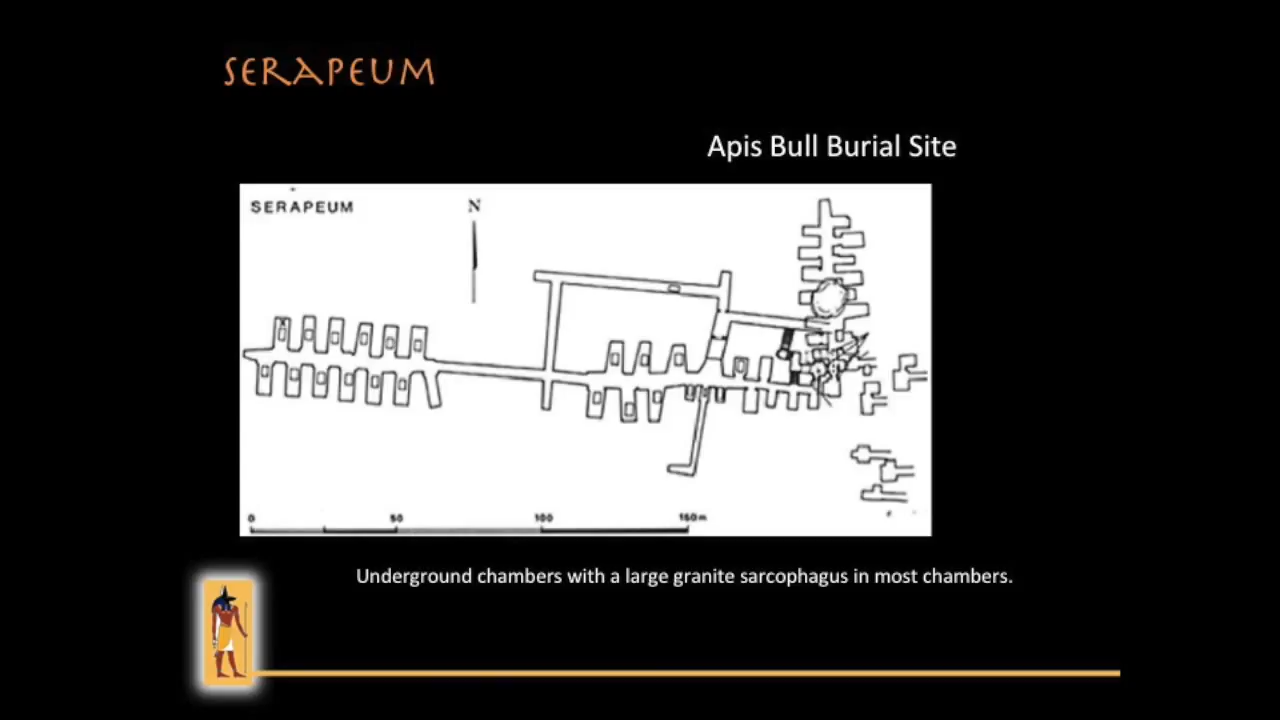 SERAPEUM
Apis Bull Burial Site
SERAPEUM
N
0 50 100 150m
Underground chambers with a large granite sarcophagus in most chambers.